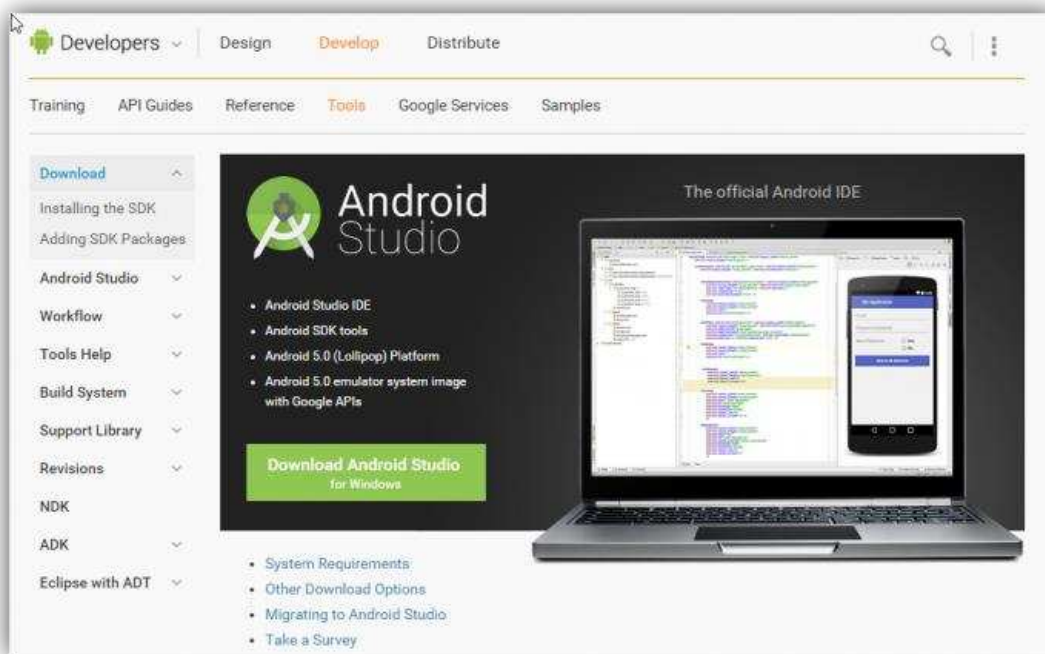 Developers
Design
Develop
Distribute
Training
API Guides
Reference
Tools
Google Services
Samples
Download
Installing the SDK
Adding SDK Packages
Android Studio
Workflow
Tools Help
Build System
Support Library
Revisions
NDK
ADK
Eclipse with ADT
Android
Studio
The official Android IDE
• Android Studio IDE
• Android SDK tools
• Android 5.0 (Lollipop) Platform
• Android 5.0 emulator system image
with Google APIs
Download Android Studio
for Windows
• System Requirements
• Other Download Options
• Migrating to Android Studio
• Take a Survey